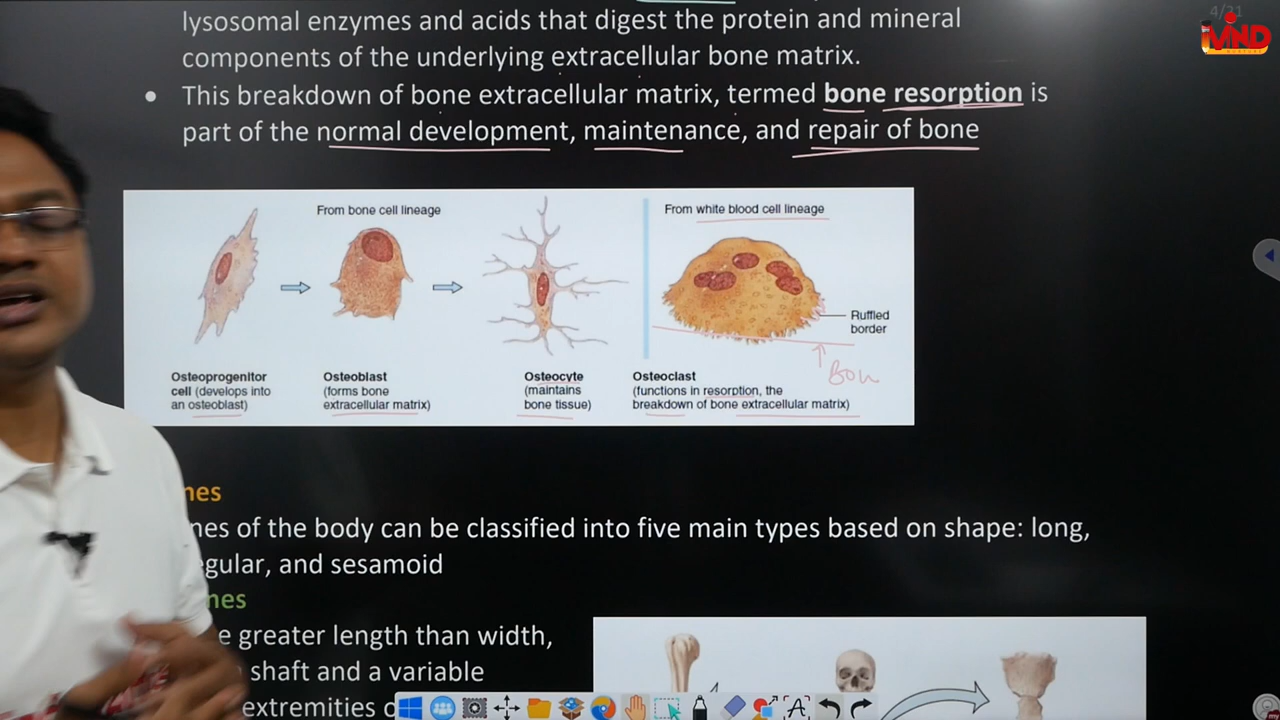 4/31
iMND
lysosomal enzymes and acids that digest the protein and mineral
components of the underlying extracellular bone matrix.
• This breakdown of bone extracellular matrix, termed bone resorption is
part of the normal development, maintenance, and repair of bone
From bone cell lineage
From white blood cell lineage
Ruffled
border
Osteoprogenitor
cell (develops into
an osteoblast)
Osteoblast
(forms bone
extracellular matrix)
Osteocyte
(maintains
bone tissue)
Osteoclast
(functions in resorption, the
breakdown of bone extracellular matrix)
nes
nes of the body can be classified into five main types based on shape: long,
egular, and sesamoid
nes
e greater length than width,
shaft and a variable
extremities
A